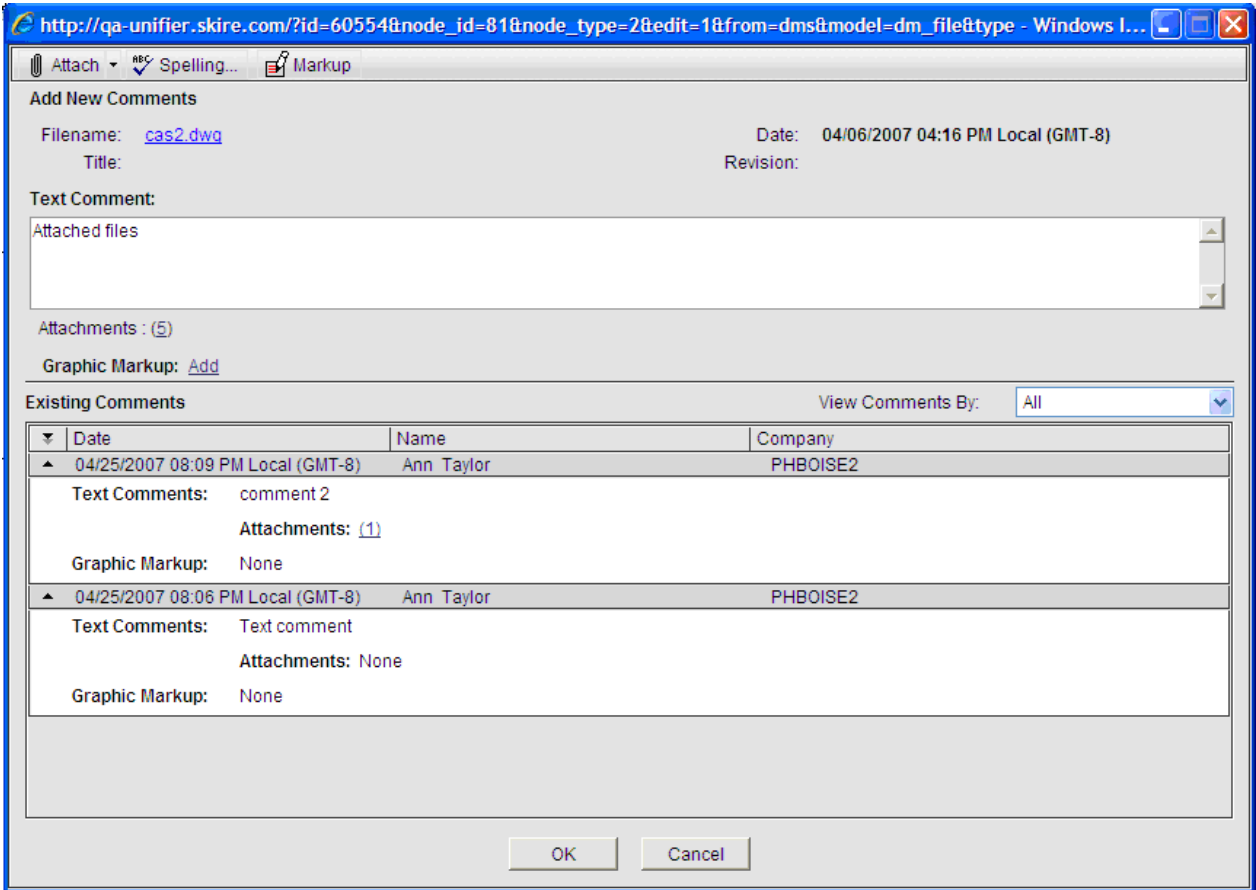 http://qa-unifier.skire.com/?id=60554&node_id=81&node_type=2&edit=1&from=dms&model=dm_file&type - Windows I...
Attach ABC Spelling... Markup
Add New Comments
Filename: cas2.dwg Date: 04/06/2007 04:16 PM Local (GMT-8)
Title: Revision:
Text Comment:
Attached files
Attachments : (5)
Graphic Markup: Add
Existing Comments View Comments By: All
Date Name Company
04/25/2007 08:09 PM Local (GMT-8) Ann Taylor PHBOISE2
Text Comments: comment 2
Attachments: (1)
Graphic Markup: None
04/25/2007 08:06 PM Local (GMT-8) Ann Taylor PHBOISE2
Text Comments: Text comment
Attachments: None
Graphic Markup: None
OK Cancel